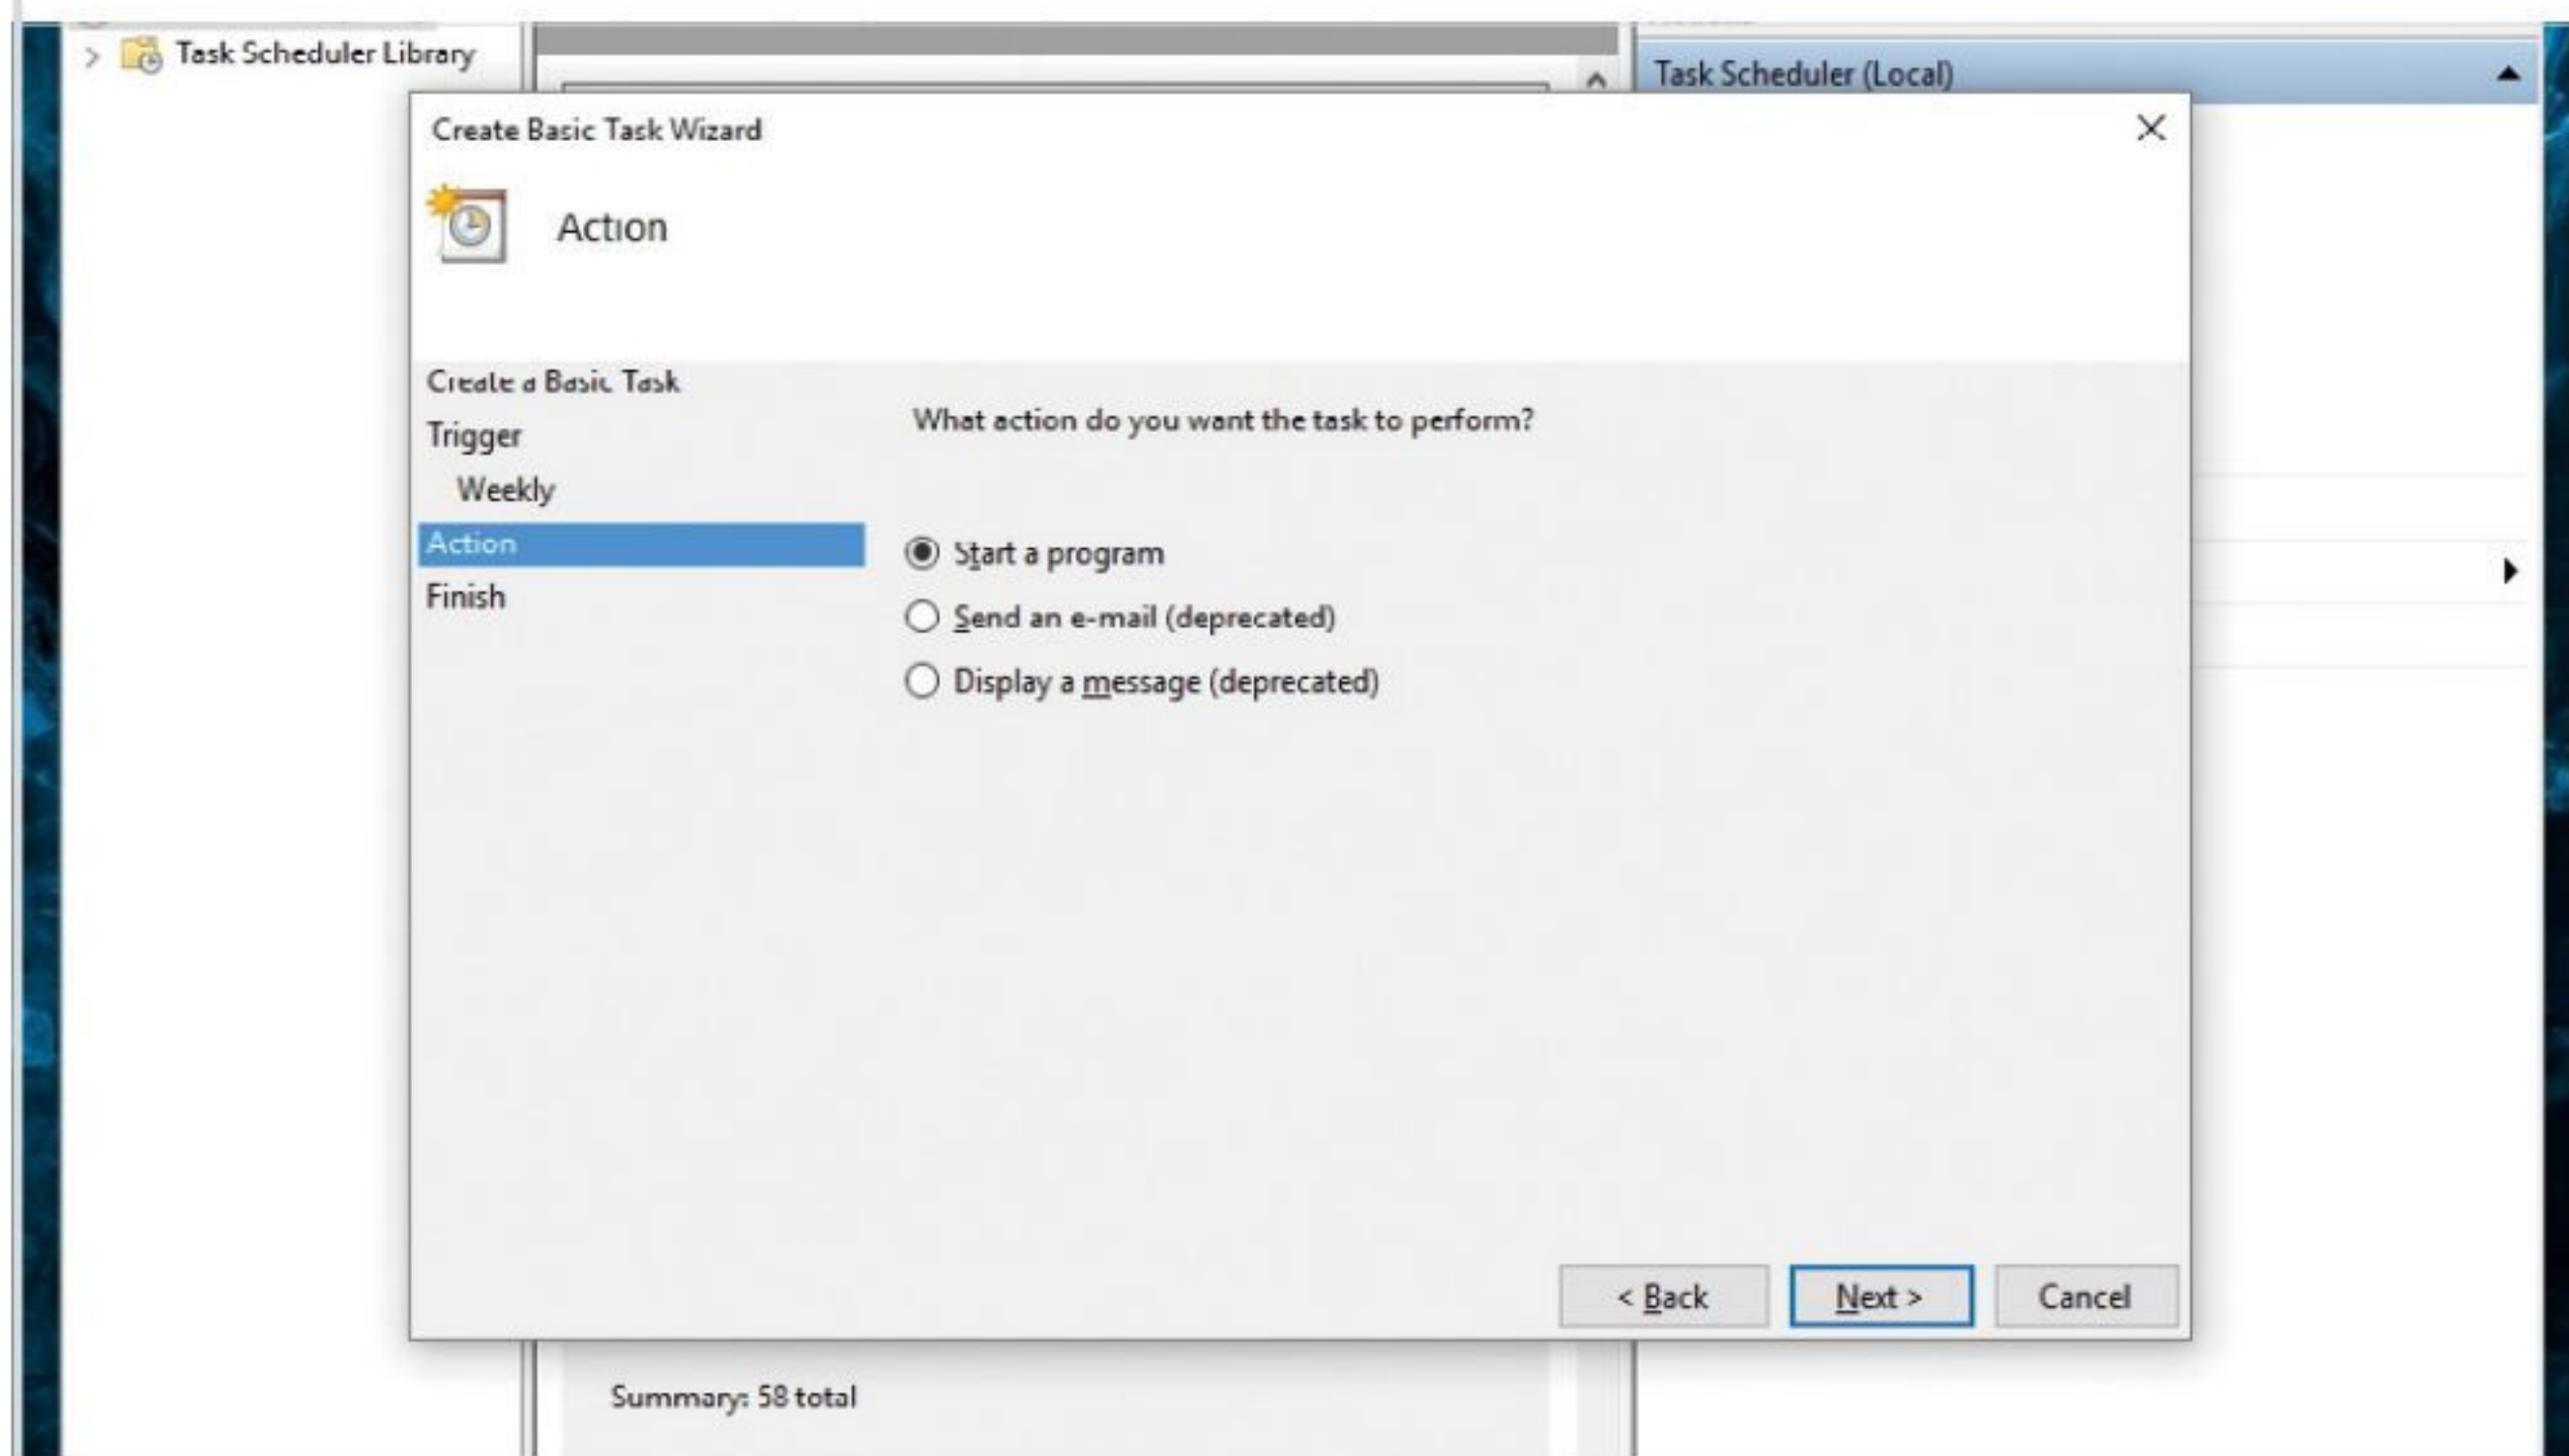 Task Scheduler Library
Task Scheduler (Local)
Create Basic Task Wizard
Action
Create a Basic Task
Trigger
Weekly
Action
Finish
What action do you want the task to perform?
Start a program
Send an e-mail (deprecated)
Display a message (deprecated)
< Back
Next >
Cancel
Summary: 58 total